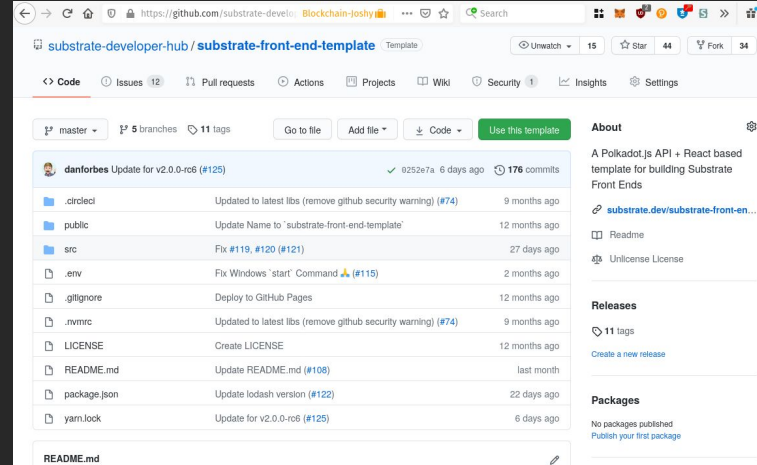 https://github.com/substrate-develo Blockchain-Joshy Search
substrate-developer-hub / substrate-front-end-template Template
Unwatch 15 Star 44 Fork 34
<> Code Issues 12 Pull requests Actions Projects Wiki Security 1 Insights Settings
master 5 branches 11 tags Go to file Add file Code Use this template
danforbes Update for v2.0.0-rc6 (#125) 0252e7a 6 days ago 176 commits
.circleci Updated to latest libs (remove github security warning) (#74) 9 months ago
public Update Name to `substrate-front-end-template` 12 months ago
src Fix #119, #120 (#121) 27 days ago
.env Fix Windows `start` Command 🙏 (#115) 2 months ago
.gitignore Deploy to GitHub Pages 12 months ago
.nvmrc Updated to latest libs (remove github security warning) (#74) 9 months ago
LICENSE Create LICENSE 12 months ago
README.md Update README.md (#108) last month
package.json Update lodash version (#122) 22 days ago
yarn.lock Update for v2.0.0-rc6 (#125) 6 days ago
README.md
About
A Polkadot.js API + React based
template for building Substrate
Front Ends
substrate.dev/substrate-front-en...
Readme
Unlicense License
Releases
11 tags
Create a new release
Packages
No packages published
Publish your first package